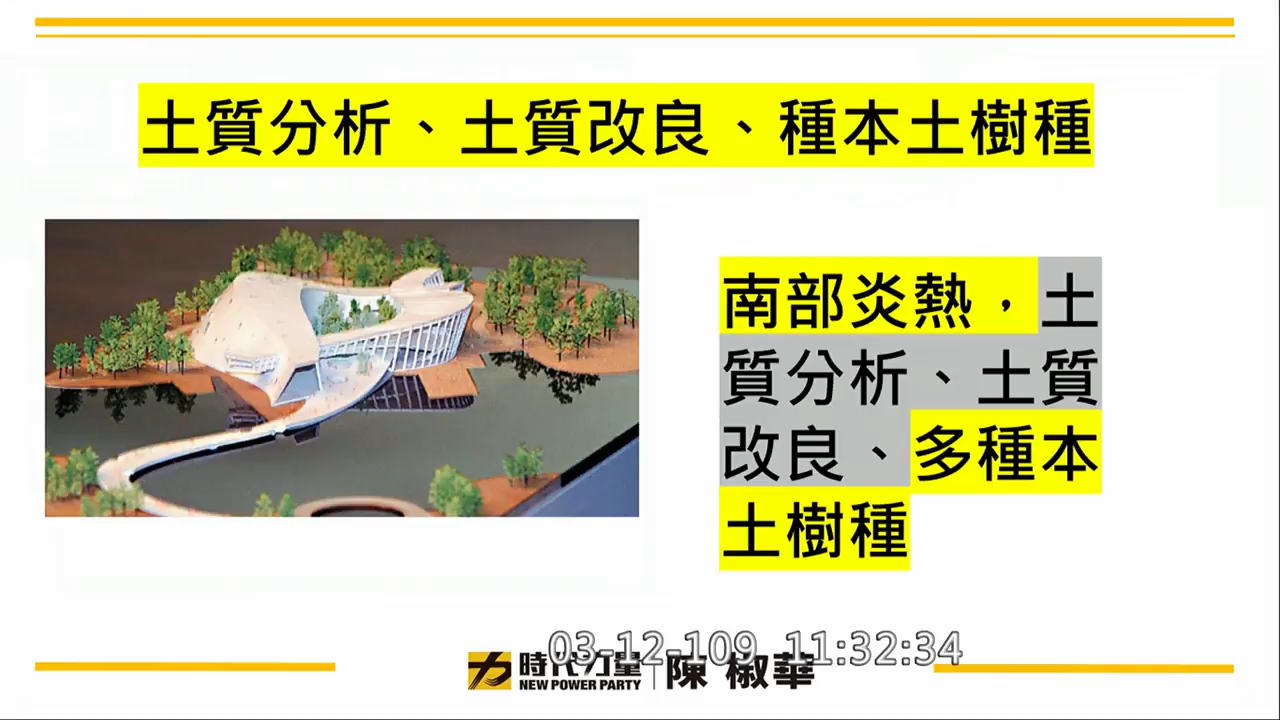 土質分析、土質改良、種本土樹種
南部炎熱，土
質分析、土質
改良、多種本
土樹種
03-12-109 11:32:34
時代力量
NEW POWER PARTY
陳椒華